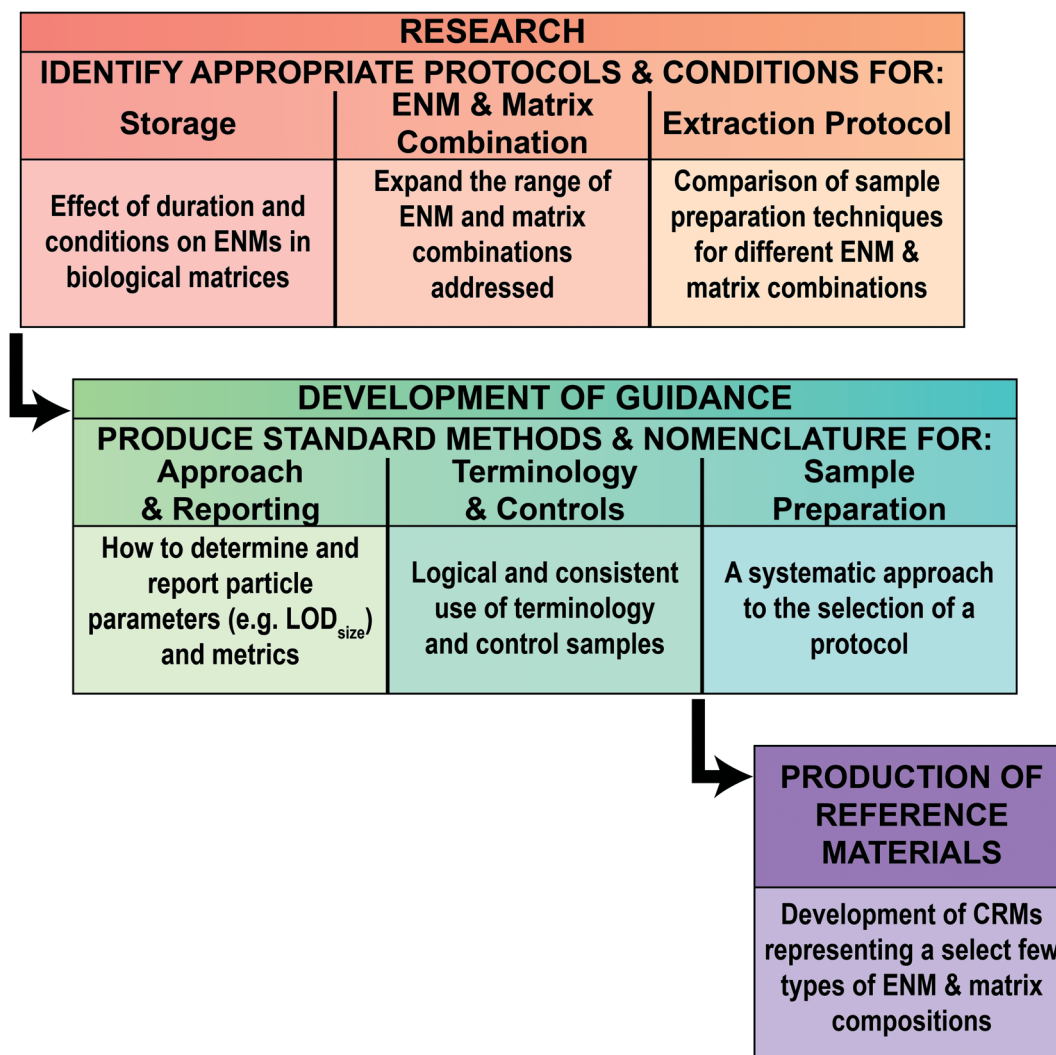 RESEARCH
IDENTIFY APPROPRIATE PROTOCOLS & CONDITIONS FOR:
Storage
ENM & Matrix
Combination
Extraction Protocol
Effect of duration and
conditions on ENMs in
biological matrices
Expand the range of
ENM and matrix
combinations
addressed
Comparison of sample
preparation techniques
for different ENM &
matrix combinations
DEVELOPMENT OF GUIDANCE
PRODUCE STANDARD METHODS & NOMENCLATURE FOR:
Approach
& Reporting
Terminology
& Controls
Sample
Preparation
How to determine and
report particle
parameters (e.g. LODsize)
and metrics
Logical and consistent
use of terminology
and control samples
A systematic approach
to the selection of a
protocol
PRODUCTION OF
REFERENCE
MATERIALS
Development of CRMs
representing a select few
types of ENM & matrix
compositions